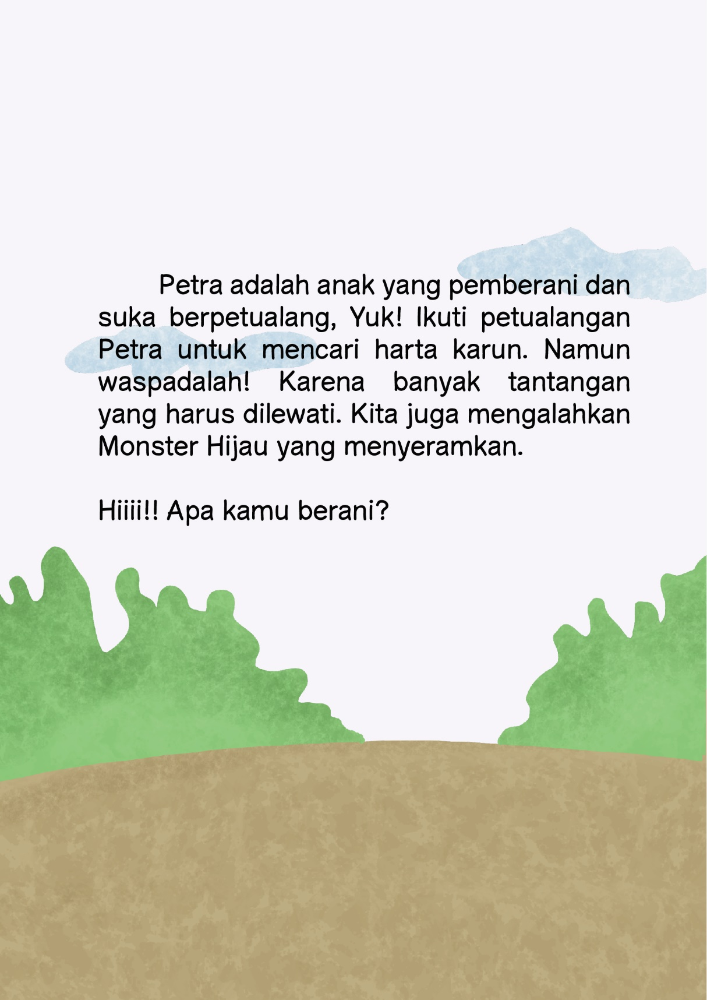 Petra adalah anak yang pemberani dan
suka berpetualang, Yuk! Ikuti petualangan
Petra untuk mencari harta karun. Namun
waspadalah! Karena banyak tantangan
yang harus dilewati. Kita juga mengalahkan
Monster Hijau yang menyeramkan.
Hiiii!! Apa kamu berani?